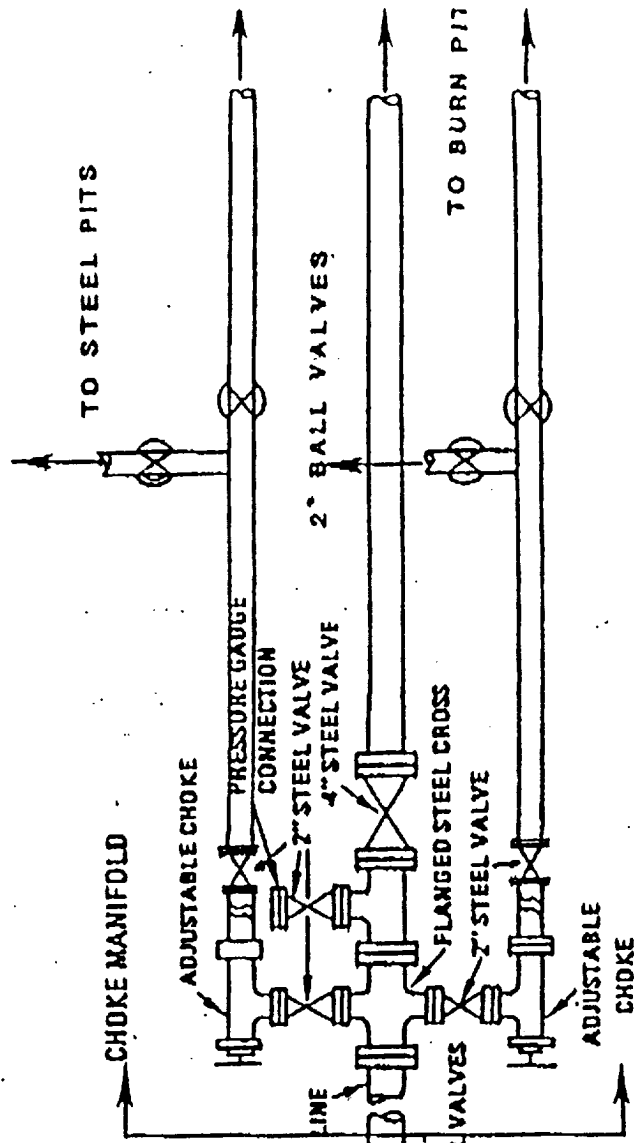 TO STEEL PITS
2" BALL VALVES
TO BURN PIT
CHOKE MANIFOLD
ADJUSTABLE CHOKE
PRESSURE GAUGE
CONNECTION
2" STEEL VALVE
4" STEEL VALVE
FLANGED STEEL CROSS
2" STEEL VALVE
ADJUSTABLE
CHOKE
LINE
VALVES